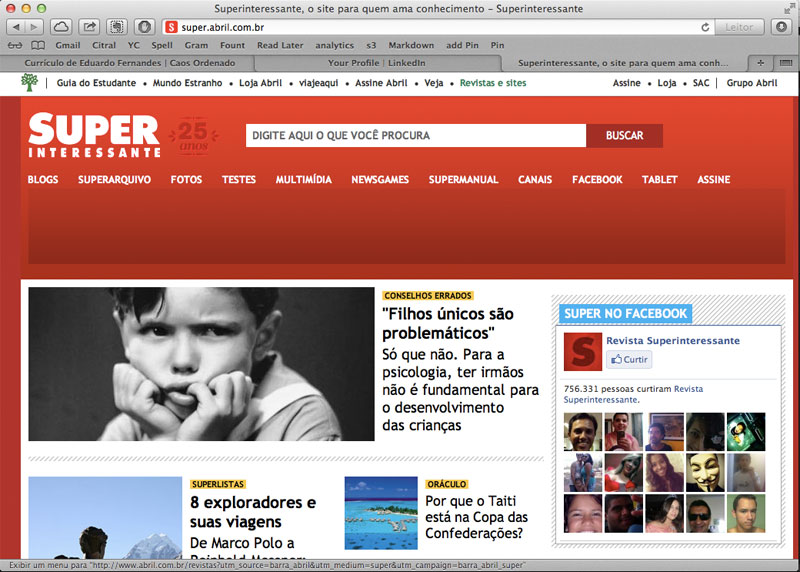 Superinteressante, o site para quem ama conhecimento – Superinteressante
super.abril.com.br
Leitor
Gmail Citral YC Spell Gram Fount Read Later analytics s3 Markdown add Pin Pin
Currículo de Eduardo Fernandes | Caos Ordenado
Your Profile | LinkedIn
Superinteressante, o site para quem ama conh...
Guia do Estudante • Mundo Estranho • Loja Abril • viajeaqui • Assine Abril • Veja • Revistas e sites
Assine • Loja • SAC | Grupo Abril
SUPER
INTERESSANTE
25
anos
DIGITE AQUI O QUE VOCÊ PROCURA
BUSCAR
BLOGS SUPERARQUIVO FOTOS TESTES MULTIMÍDIA NEWSGAMES SUPERMANUAL CANAIS FACEBOOK TABLET ASSINE
CONSELHOS ERRADOS
"Filhos únicos são
problemáticos"
Só que não. Para a
psicologia, ter irmãos
não é fundamental para
o desenvolvimento
das crianças
SUPER NO FACEBOOK
S
Revista Superinteressante
Curtir
756.331 pessoas curtiram Revista
Superinteressante.
SUPERLISTAS
8 exploradores e
suas viagens
De Marco Polo a
Reinhold Messner:
ORÁCULO
Por que o Taiti
está na Copa das
Confederações?
Exibir um menu para "http://www.abril.com.br/revistas?utm_source=barra_abril&utm_medium=super&utm_campaign=barra_abril_super"